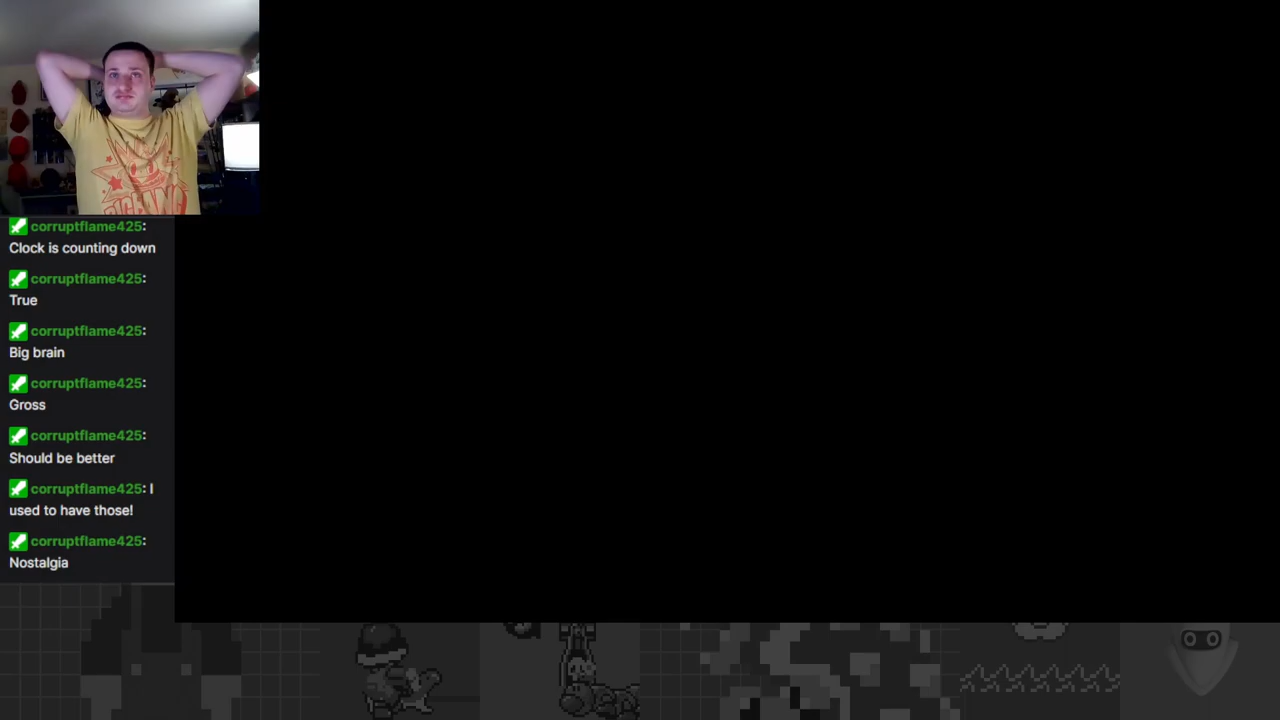 corruptflame425:
Clock is counting down
corruptflame425:
True
corruptflame425:
Big brain
corruptflame425:
Gross
corruptflame425:
Should be better
corruptflame425: I
used to have those!
corruptflame425:
Nostalgia